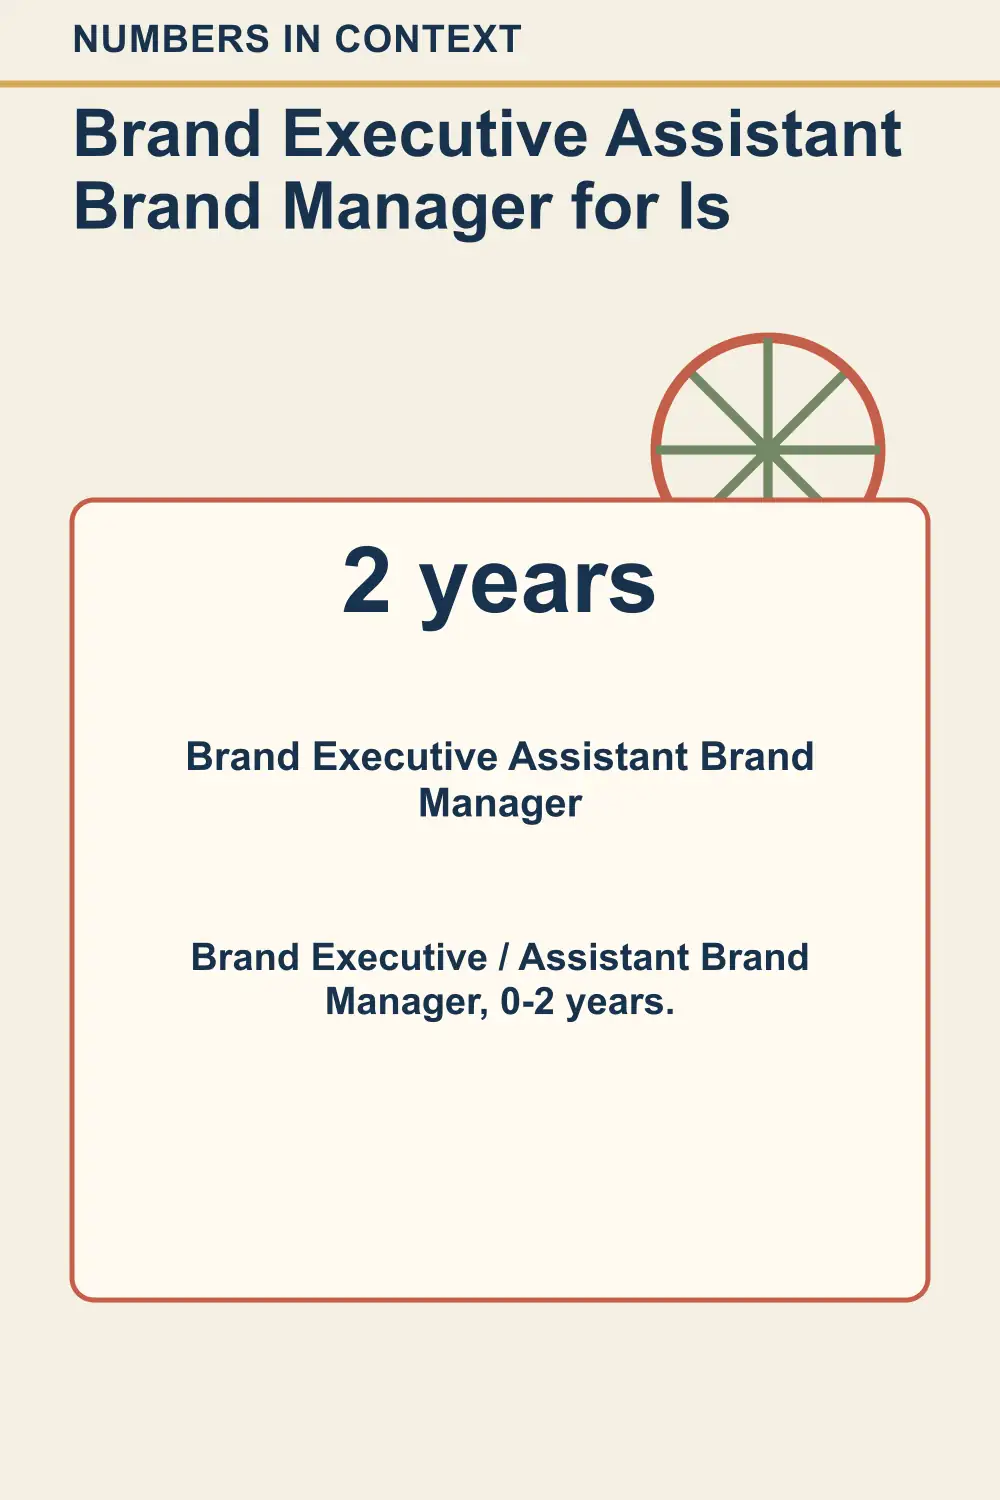 NUMBERS IN CONTEXT
Brand Executive Assistant
Brand Manager for Is
2 years
Brand Executive Assistant Brand
Manager
Brand Executive / Assistant Brand
Manager, 0-2 years.